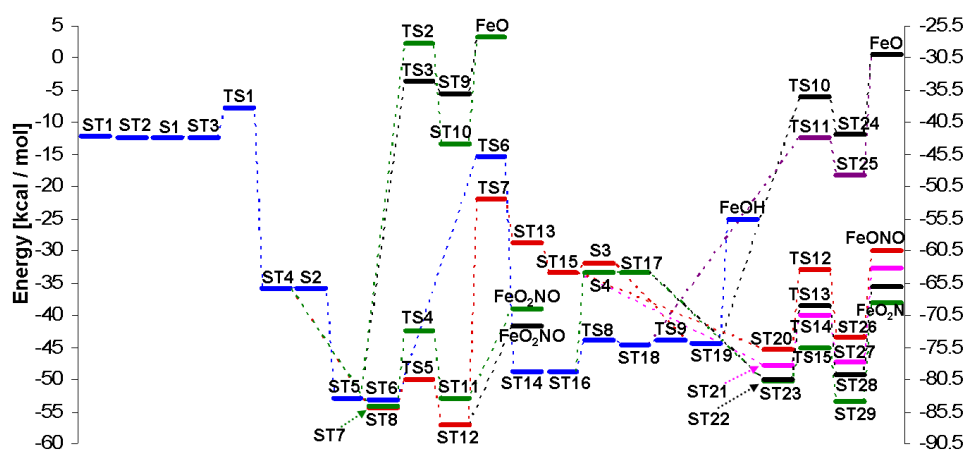 Energy [kcal / mol]
5
0
-5
-10
-15
-20
-25
-30
-35
-40
-45
-50
-55
-60
-25.5
-30.5
-35.5
-40.5
-45.5
-50.5
-55.5
-60.5
-65.5
-70.5
-75.5
-80.5
-85.5
-90.5
ST1
ST2
S1
ST3
TS1
ST4
S2
ST5
ST6
ST7
ST8
TS2
TS3
TS4
TS5
FeO
ST9
ST10
ST11
ST12
TS6
TS7
ST13
FeO₂NO
FeO₂NO
ST14
ST16
ST15
S3
S4
ST17
TS8
ST18
TS9
ST19
FeOH
ST20
ST21
ST22
ST23
TS10
TS11
ST24
ST25
FeO
TS12
TS13
TS14
TS15
ST26
ST27
ST28
ST29
FeONO
FeO₂N